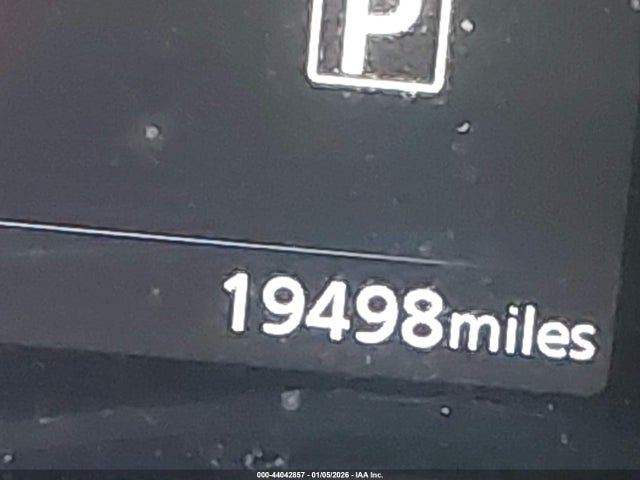 P
19498miles
000-44042857 - 01/05/2026 - IAA Inc.